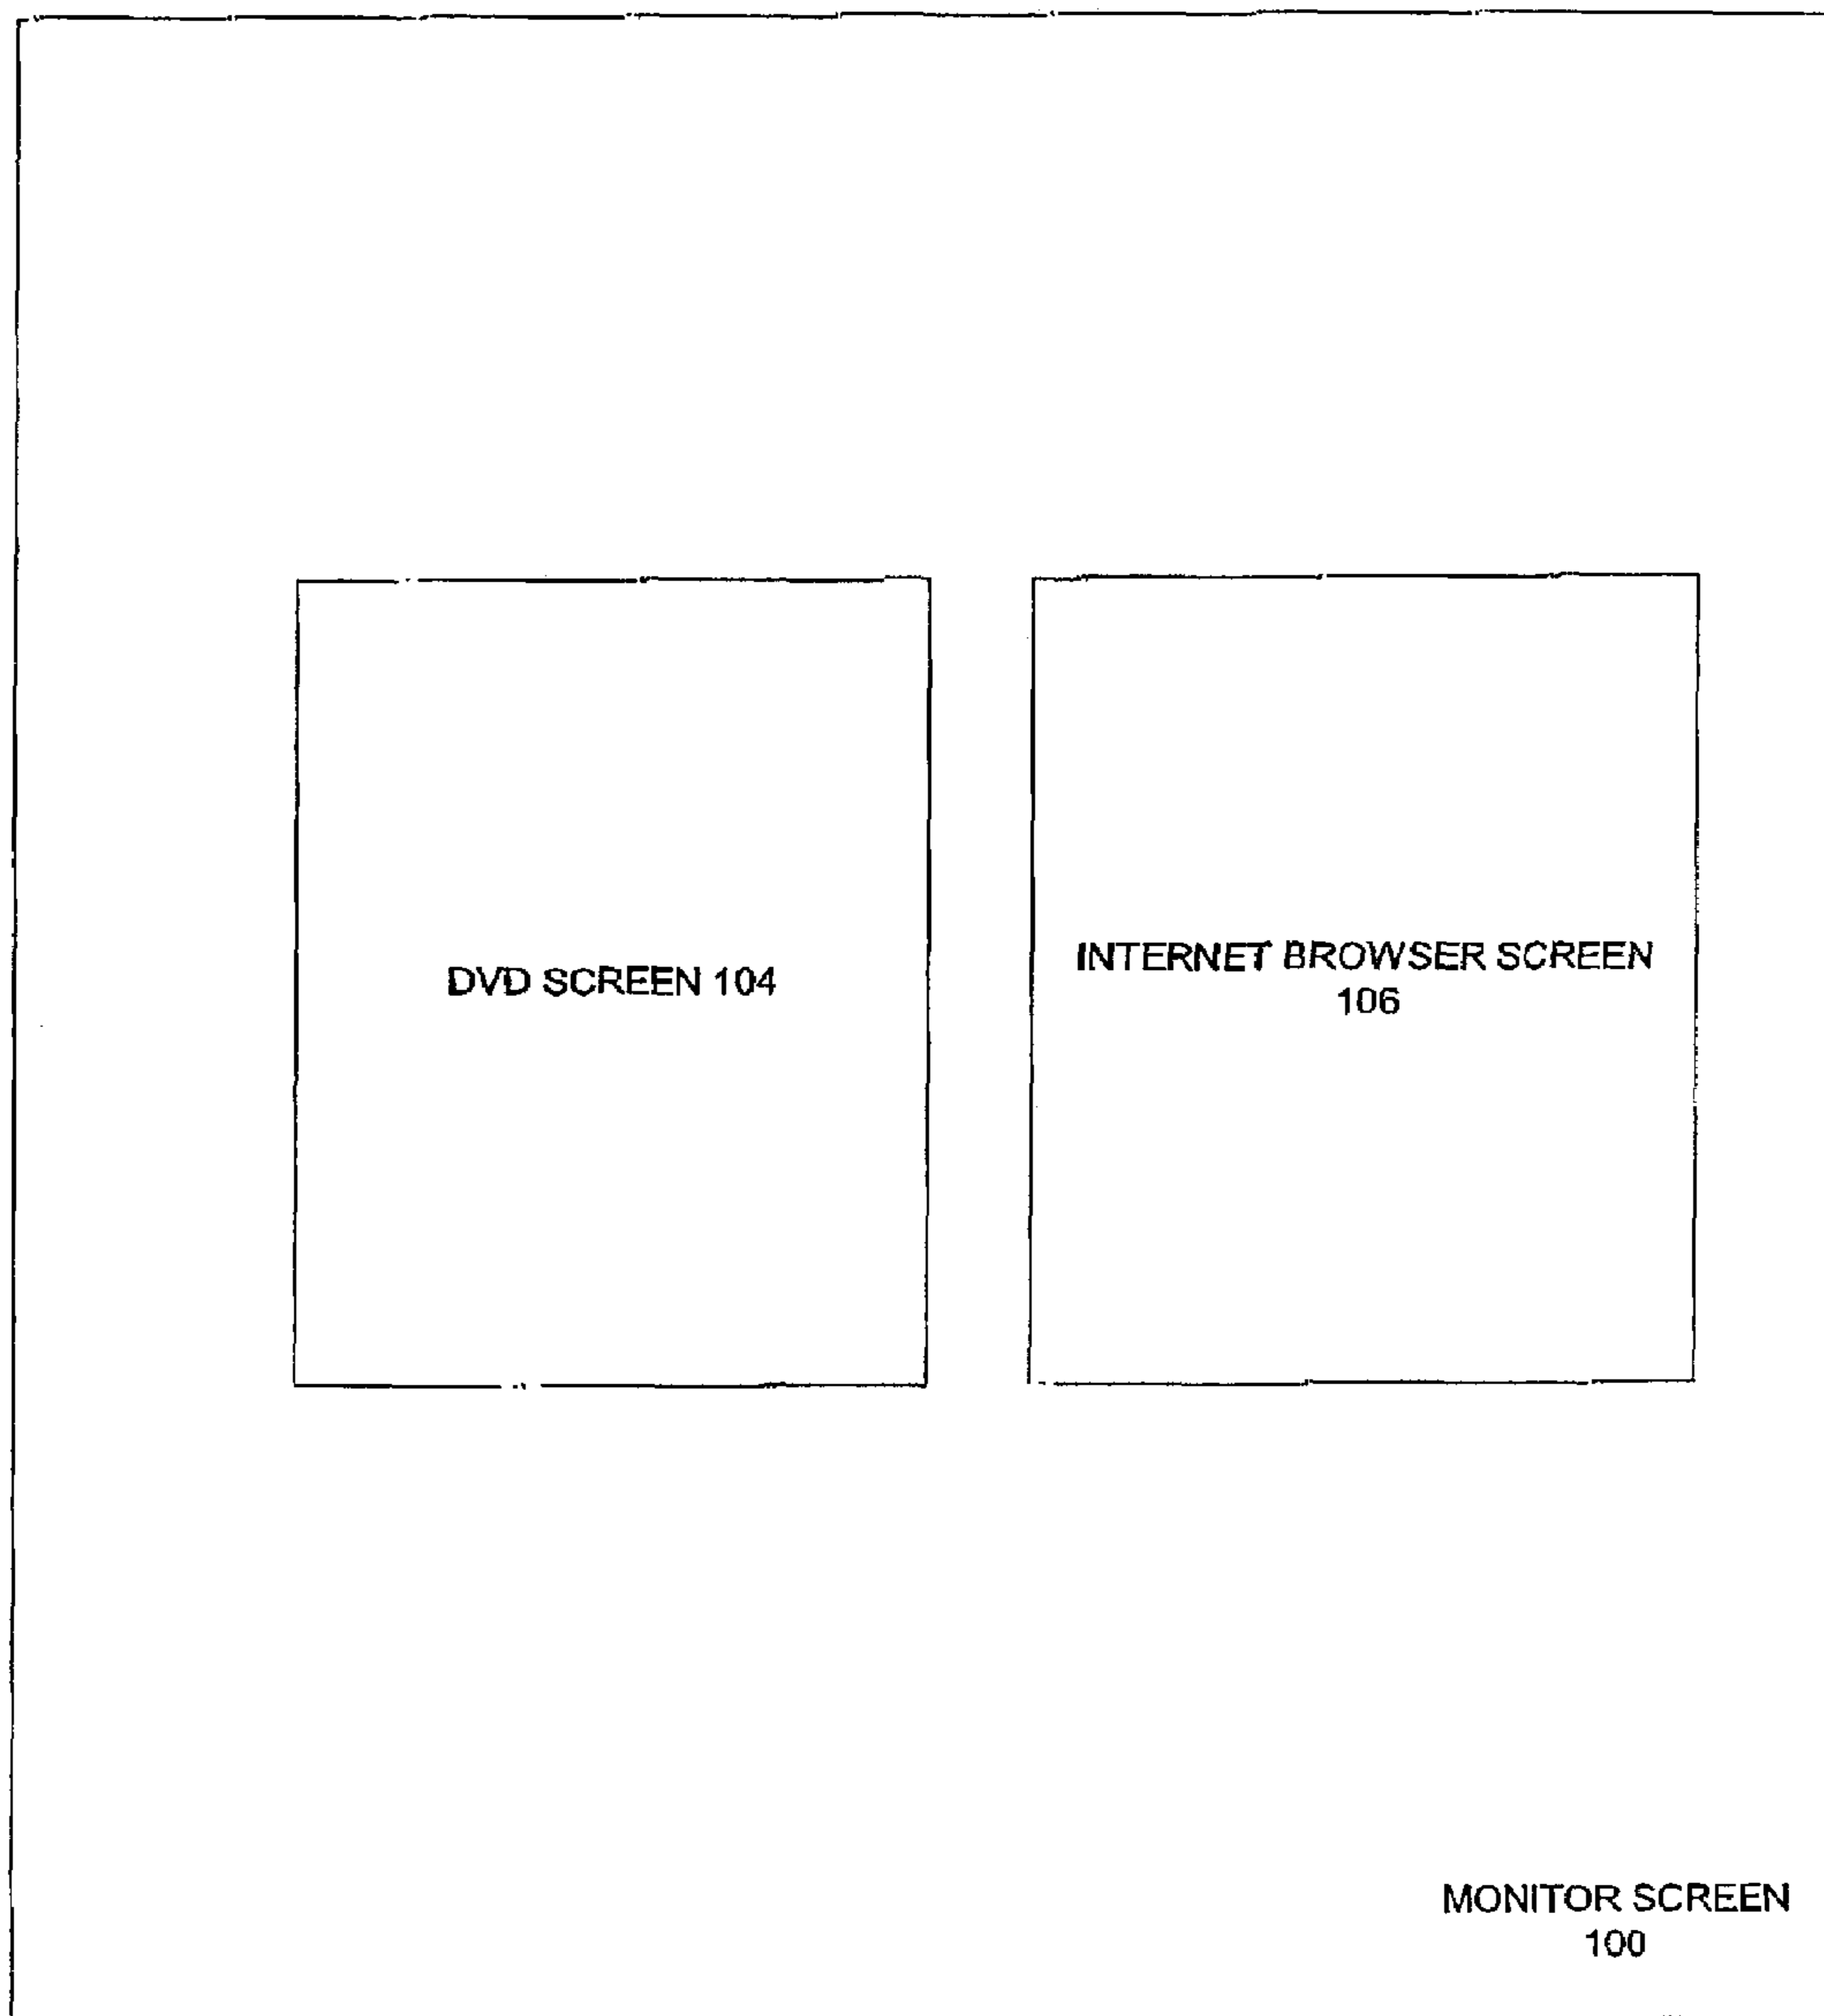 DVD SCREEN 104
INTERNET BROWSER SCREEN
106
MONITOR SCREEN
100